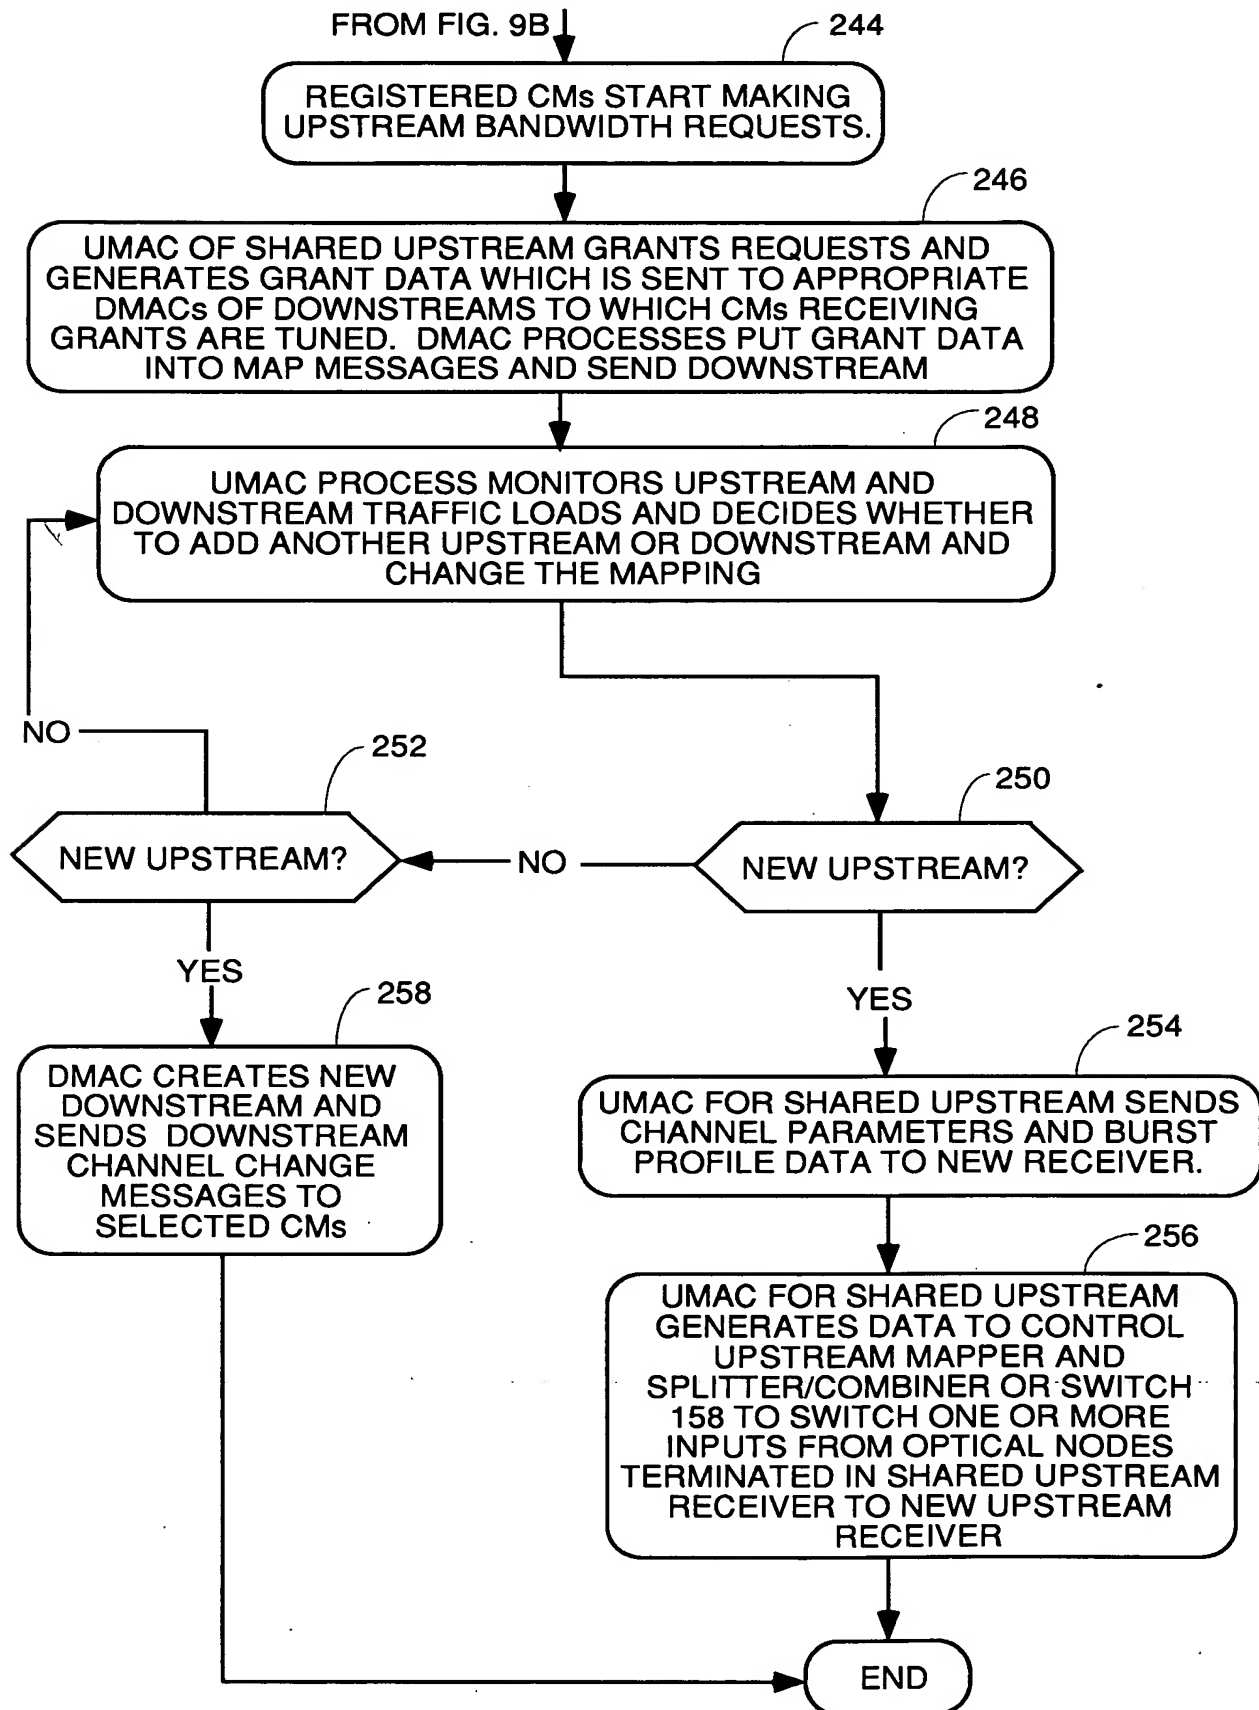 FROM FIG. 9B
244
REGISTERED CMs START MAKING
UPSTREAM BANDWIDTH REQUESTS.
246
UMAC OF SHARED UPSTREAM GRANTS REQUESTS AND
GENERATES GRANT DATA WHICH IS SENT TO APPROPRIATE
DMACs OF DOWNSTREAMS TO WHICH CMs RECEIVING
GRANTS ARE TUNED. DMAC PROCESSES PUT GRANT DATA
INTO MAP MESSAGES AND SEND DOWNSTREAM
248
UMAC PROCESS MONITORS UPSTREAM AND
DOWNSTREAM TRAFFIC LOADS AND DECIDES WHETHER
TO ADD ANOTHER UPSTREAM OR DOWNSTREAM AND
CHANGE THE MAPPING
NO
252
250
NEW UPSTREAM?
NO
NEW UPSTREAM?
YES
YES
258
DMAC CREATES NEW
DOWNSTREAM AND
SENDS DOWNSTREAM
CHANNEL CHANGE
MESSAGES TO
SELECTED CMs
254
UMAC FOR SHARED UPSTREAM SENDS
CHANNEL PARAMETERS AND BURST
PROFILE DATA TO NEW RECEIVER.
256
UMAC FOR SHARED UPSTREAM
GENERATES DATA TO CONTROL
UPSTREAM MAPPER AND
SPLITTER/COMBINER OR SWITCH
158 TO SWITCH ONE OR MORE
INPUTS FROM OPTICAL NODES
TERMINATED IN SHARED UPSTREAM
RECEIVER TO NEW UPSTREAM
RECEIVER
END